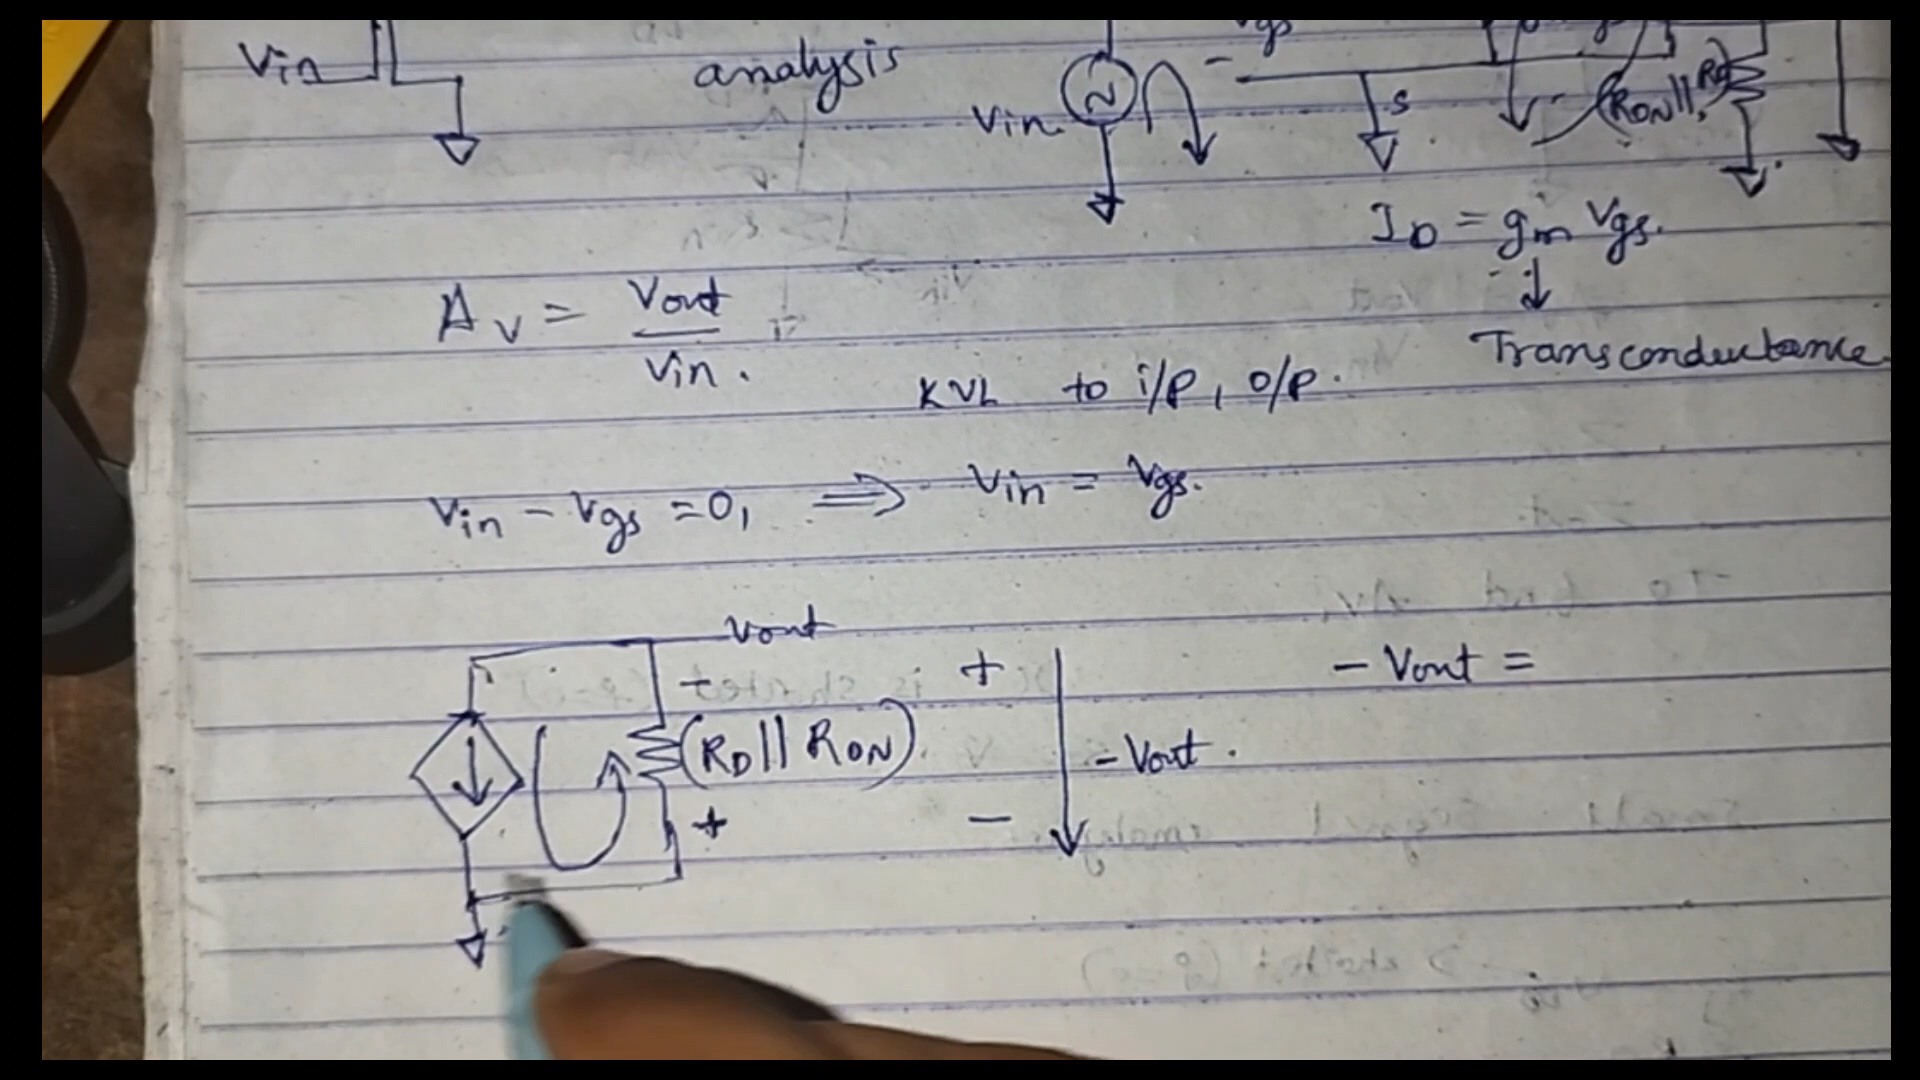 Vin
analysis
Vgs
Vin
S
(RON||RD)
ID = gm Vgs.
Transconductance
Av = Vout / Vin.
KVL to i/p, o/p.
Vin - Vgs = 0, ⇒ Vin = Vgs.
Vout
- + - Vout =
(RD || RON) - Vout.
+ -